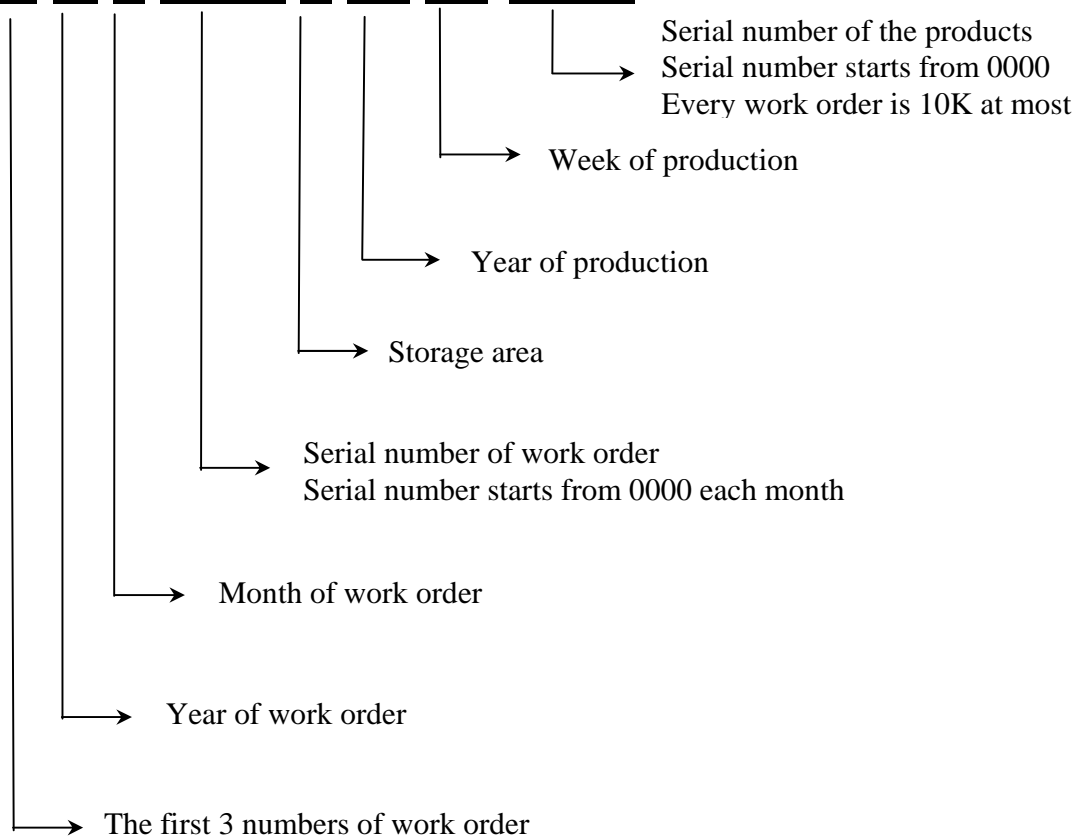 Serial number of the products
Serial number starts from 0000
Every work order is 10K at most
Week of production
Year of production
Storage area
Serial number of work order
Serial number starts from 0000 each month
Month of work order
Year of work order
The first 3 numbers of work order